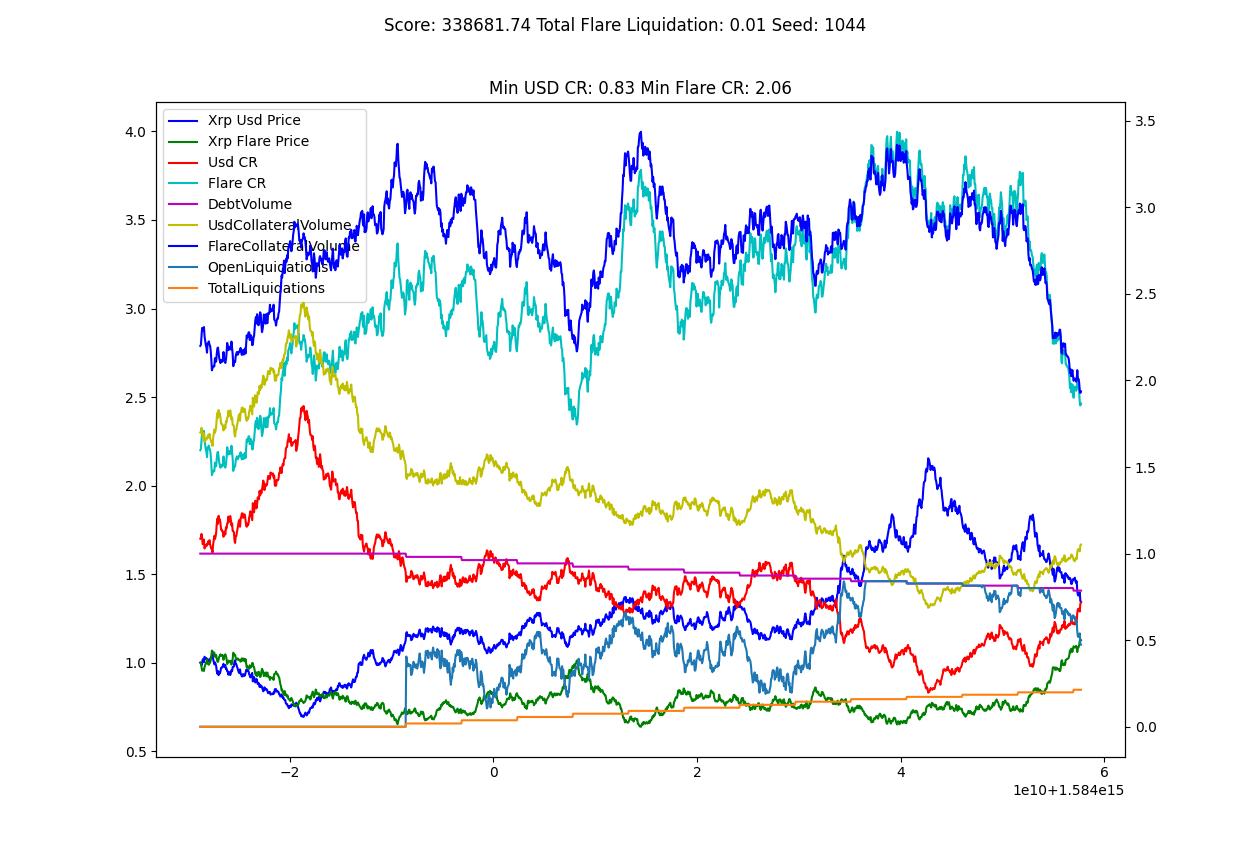 Score: 338681.74 Total Flare Liquidation: 0.01 Seed: 1044
Min USD CR: 0.83 Min Flare CR: 2.06
Xrp Usd Price
Xrp Flare Price
Usd CR
Flare CR
DebtVolume
UsdCollateralVolume
FlareCollateralVolume
OpenLiquidations
TotalLiquidations
4.0
3.5
3.0
2.5
2.0
1.5
1.0
0.5
3.5
3.0
2.5
2.0
1.5
1.0
0.5
0.0
−2
0
2
4
6
1e10+1.584e15